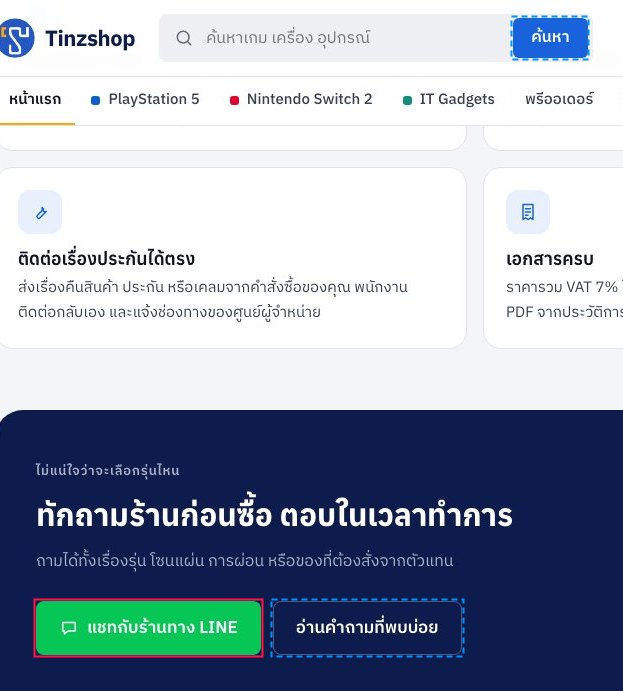 Tinzshop
ค้นหาเกม เครื่อง อุปกรณ์
ค้นหา
หน้าแรก
PlayStation 5
Nintendo Switch 2
IT Gadgets
พรีออเดอร์
ติดต่อเรื่องประกันได้ตรง
ส่งเรื่องคืนสินค้า ประกัน หรือเคลมจากคำสั่งซื้อของคุณ พนักงาน
ติดต่อกลับเอง และแจ้งช่องทางของศูนย์ผู้จำหน่าย
เอกสารครบ
ราคารวม VAT 7%
PDF จากประวัติการ
ไม่แน่ใจว่าจะเลือกรุ่นไหน
ทักถามร้านก่อนซื้อ ตอบในเวลาทำการ
ถามได้ทั้งเรื่องรุ่น โซนแผ่น การผ่อน หรือของที่ต้องสั่งจากตัวแทน
แชทกับร้านทาง LINE
อ่านคำถามที่พบบ่อย